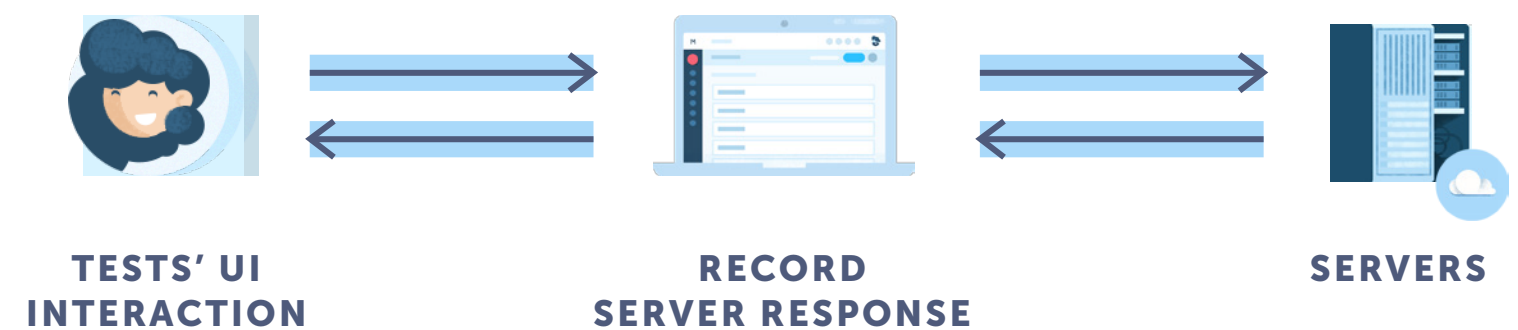 TESTS’ UI
INTERACTION
RECORD
SERVER RESPONSE
SERVERS